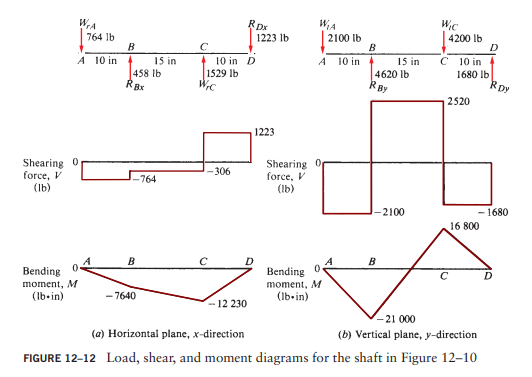 W_rA
764 lb
R_Dx
1223 lb
B
C
A 10 in 15 in 10 in D
458 lb
R_Bx
1529 lb
W_rC
Shearing 0
force, V
(lb)
-764
-306
1223
Bending 0
moment, M
(lb•in)
A B C D
-7640
-12 230
(a) Horizontal plane, x-direction
W_tA
2100 lb
W_tC
4200 lb
B
D
A 10 in 15 in C 10 in
4620 lb
R_By
1680 lb
R_Dy
2520
Shearing 0
force, V
(lb)
-2100
-1680
16 800
Bending 0
moment, M
(lb•in)
A B C D
-21 000
(b) Vertical plane, y-direction
FIGURE 12–12 Load, shear, and moment diagrams for the shaft in Figure 12–10